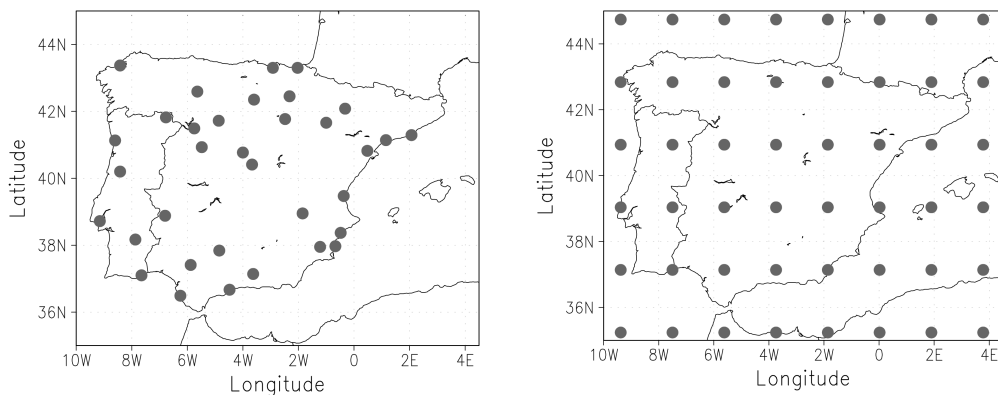 44N
42N
40N
38N
36N
Latitude
10W 8W 6W 4W 2W 0 2E 4E
Longitude
44N
42N
40N
38N
36N
Latitude
10W 8W 6W 4W 2W 0 2E 4E
Longitude